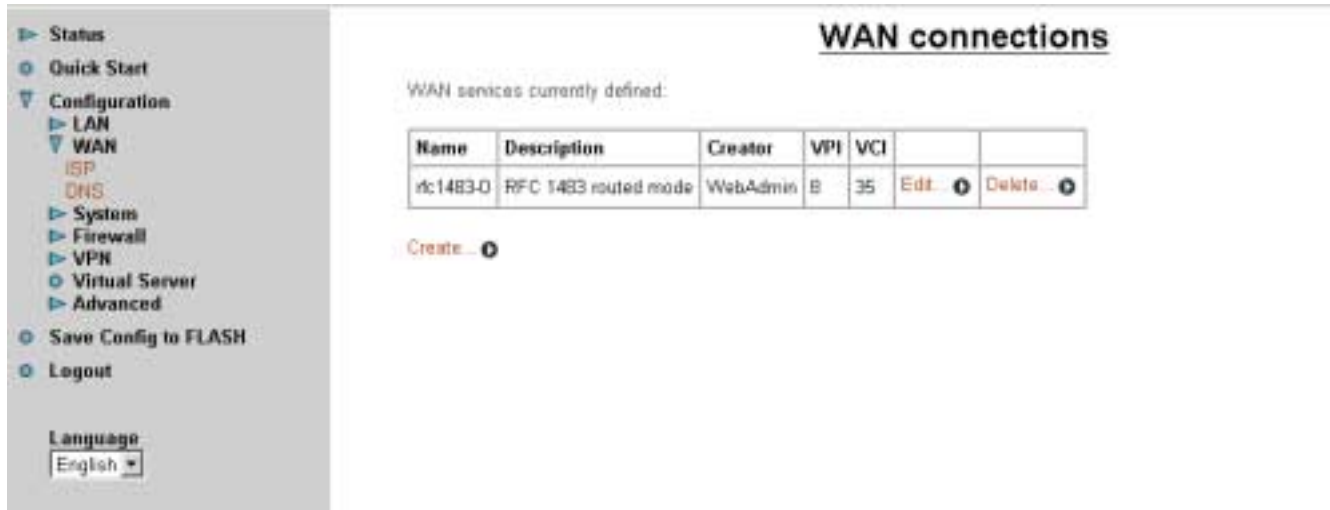 Status
Quick Start
Configuration
LAN
WAN
ISP
DNS
System
Firewall
VPN
Virtual Server
Advanced
Save Config to FLASH
Logout
Language
English
WAN connections
WAN services currently defined:
Name Description Creator VPI VCI
rfc1483-0 RFC 1483 routed mode WebAdmin 8 35 Edit... Delete...
Create...